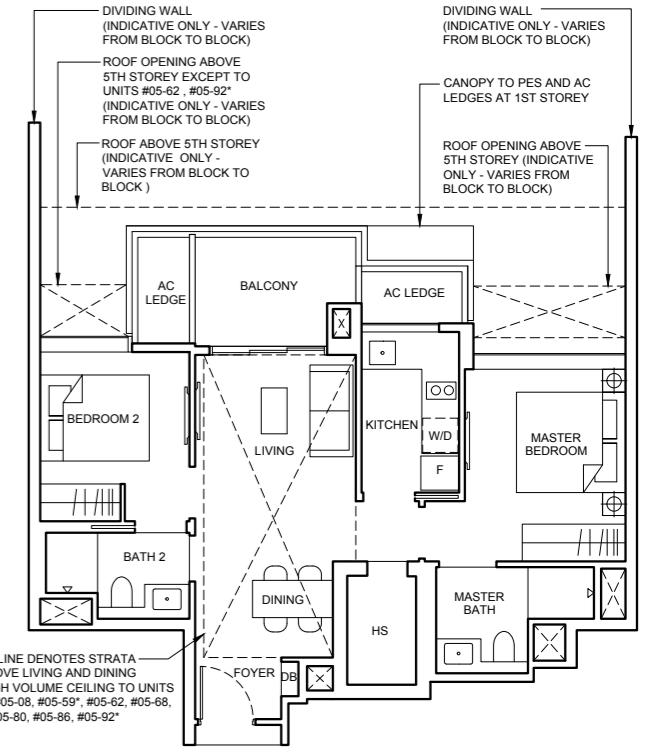 DIVIDING WALL
(INDICATIVE ONLY - VARIES
FROM BLOCK TO BLOCK)
ROOF OPENING ABOVE
5TH STOREY EXCEPT TO
UNITS #05-62 , #05-92*
(INDICATIVE ONLY - VARIES
FROM BLOCK TO BLOCK)
ROOF ABOVE 5TH STOREY
(INDICATIVE ONLY -
VARIES FROM BLOCK TO
BLOCK )
DIVIDING WALL
(INDICATIVE ONLY - VARIES
FROM BLOCK TO BLOCK)
CANOPY TO PES AND AC
LEDGES AT 1ST STOREY
ROOF OPENING ABOVE
5TH STOREY (INDICATIVE
ONLY - VARIES FROM
BLOCK TO BLOCK)
AC
LEDGE
BALCONY
AC LEDGE
X
BEDROOM 2
LIVING
KITCHEN
W/D
F
MASTER
BEDROOM
BATH 2
DINING
HS
MASTER
BATH
FOYER
DB
LINE DENOTES STRATA
OVE LIVING AND DINING
H VOLUME CEILING TO UNITS
#05-08, #05-59*, #05-62, #05-68,
05-80, #05-86, #05-92*